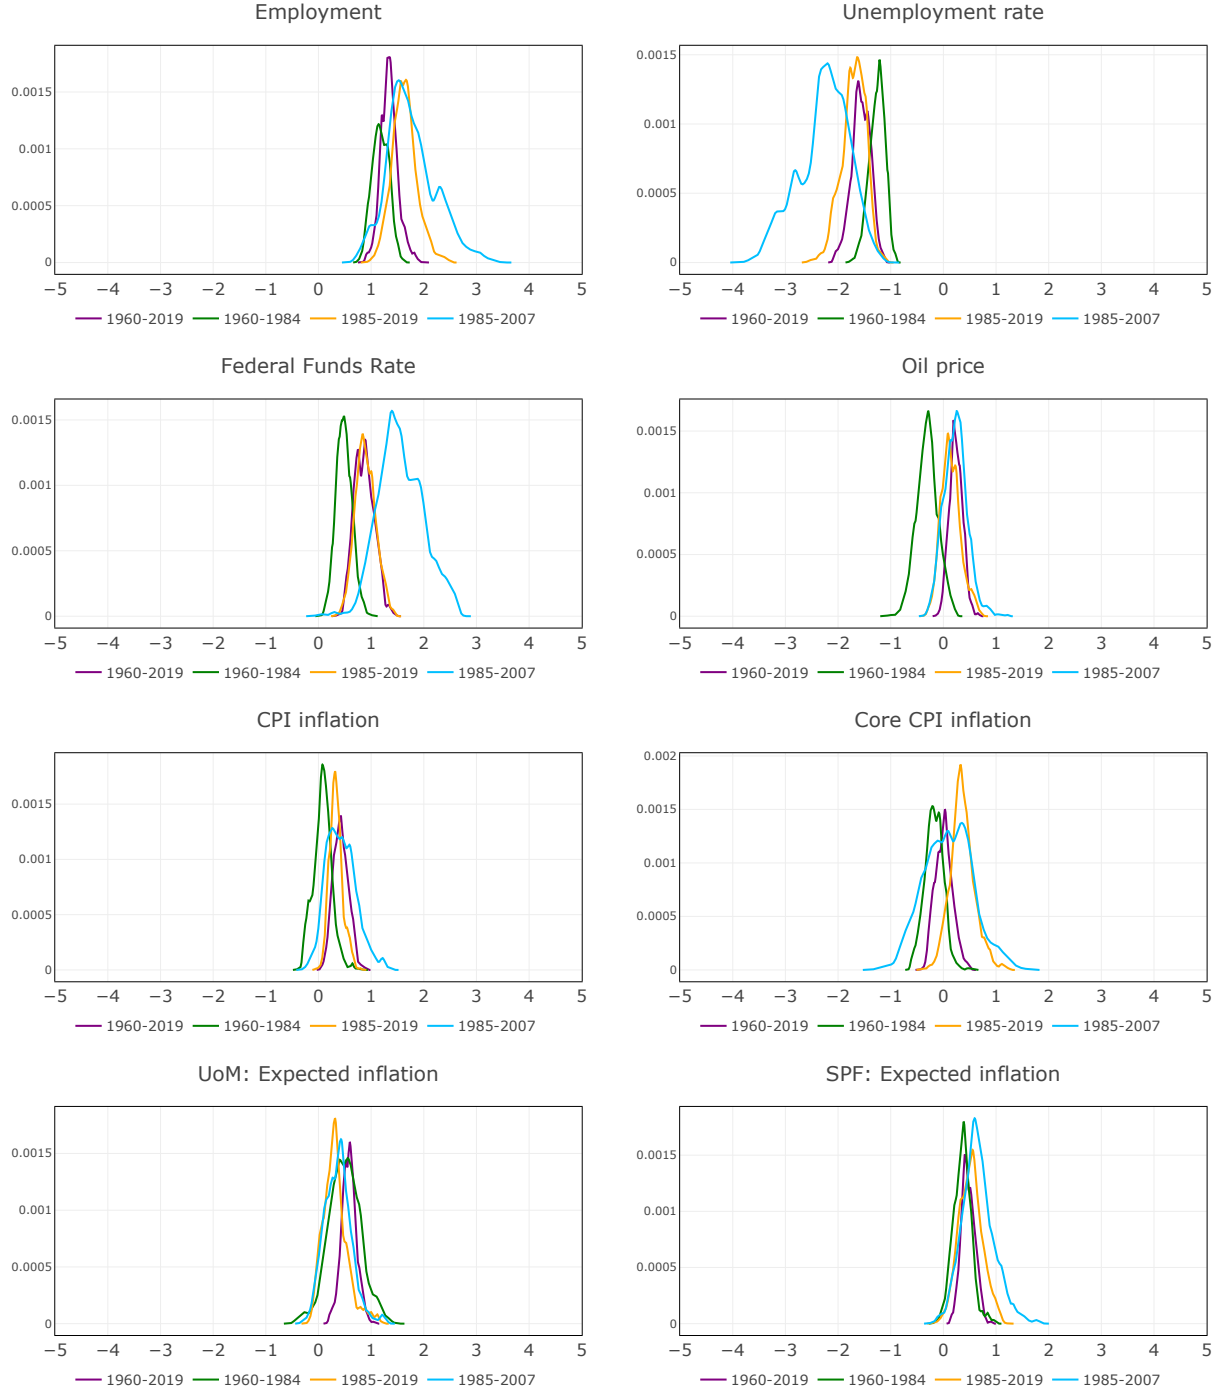 Employment
Unemployment rate
0.0015
0.001
0.0005
0
−5 −4 −3 −2 −1 0 1 2 3 4 5
1960-2019 1960-1984 1985-2019 1985-2007
0.0015
0.001
0.0005
0
−5 −4 −3 −2 −1 0 1 2 3 4 5
1960-2019 1960-1984 1985-2019 1985-2007
Federal Funds Rate
Oil price
0.0015
0.001
0.0005
0
−5 −4 −3 −2 −1 0 1 2 3 4 5
1960-2019 1960-1984 1985-2019 1985-2007
0.0015
0.001
0.0005
0
−5 −4 −3 −2 −1 0 1 2 3 4 5
1960-2019 1960-1984 1985-2019 1985-2007
CPI inflation
Core CPI inflation
0.0015
0.001
0.0005
0
−5 −4 −3 −2 −1 0 1 2 3 4 5
1960-2019 1960-1984 1985-2019 1985-2007
0.002
0.0015
0.001
0.0005
0
−5 −4 −3 −2 −1 0 1 2 3 4 5
1960-2019 1960-1984 1985-2019 1985-2007
UoM: Expected inflation
SPF: Expected inflation
0.0015
0.001
0.0005
0
−5 −4 −3 −2 −1 0 1 2 3 4 5
1960-2019 1960-1984 1985-2019 1985-2007
0.0015
0.001
0.0005
0
−5 −4 −3 −2 −1 0 1 2 3 4 5
1960-2019 1960-1984 1985-2019 1985-2007